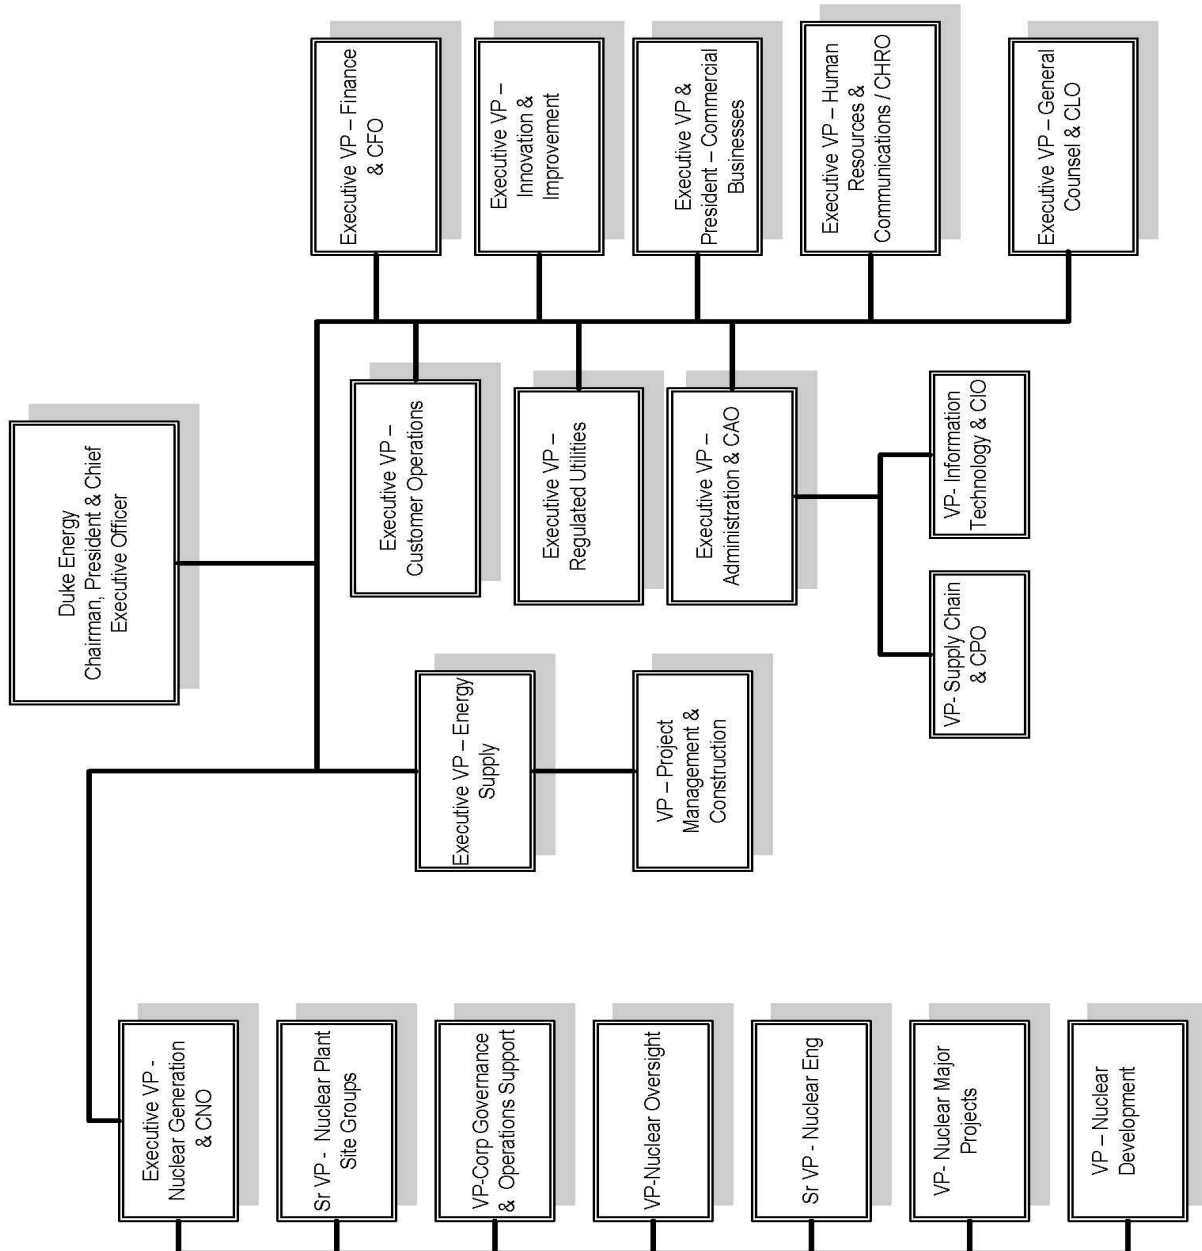 Duke Energy
Chairman, President & Chief
Executive Officer
Executive VP -
Nuclear Generation
& CNO
Sr VP - Nuclear Plant
Site Groups
VP-Corp Governance
& Operations Support
VP-Nuclear Oversight
Sr VP - Nuclear Eng
VP- Nuclear Major
Projects
VP – Nuclear
Development
Executive VP – Energy
Supply
VP – Project
Management &
Construction
Executive VP –
Customer Operations
Executive VP –
Regulated Utilities
Executive VP –
Administration & CAO
VP- Supply Chain
& CPO
VP- Information
Technology & CIO
Executive VP – Finance
& CFO
Executive VP –
Innovation &
Improvement
Executive VP &
President – Commercial
Businesses
Executive VP – Human
Resources &
Communications / CHRO
Executive VP – General
Counsel & CLO